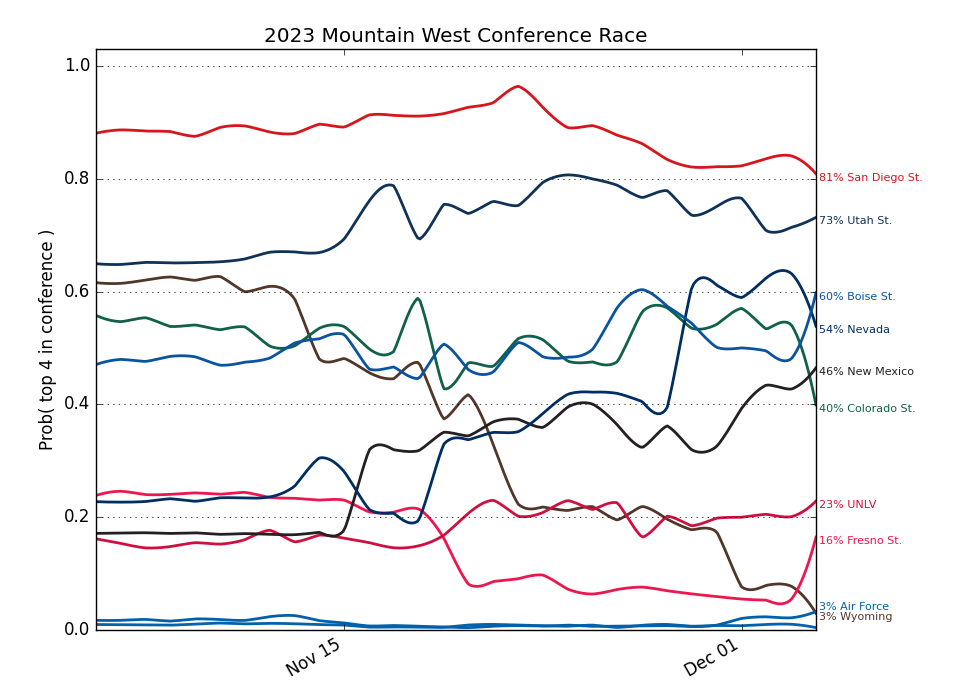 2023 Mountain West Conference Race
Prob( top 4 in conference )
1.0
0.8
0.6
0.4
0.2
0.0
Nov 15
Dec 01
81% San Diego St.
73% Utah St.
60% Boise St.
54% Nevada
46% New Mexico
40% Colorado St.
23% UNLV
16% Fresno St.
3% Air Force
3% Wyoming